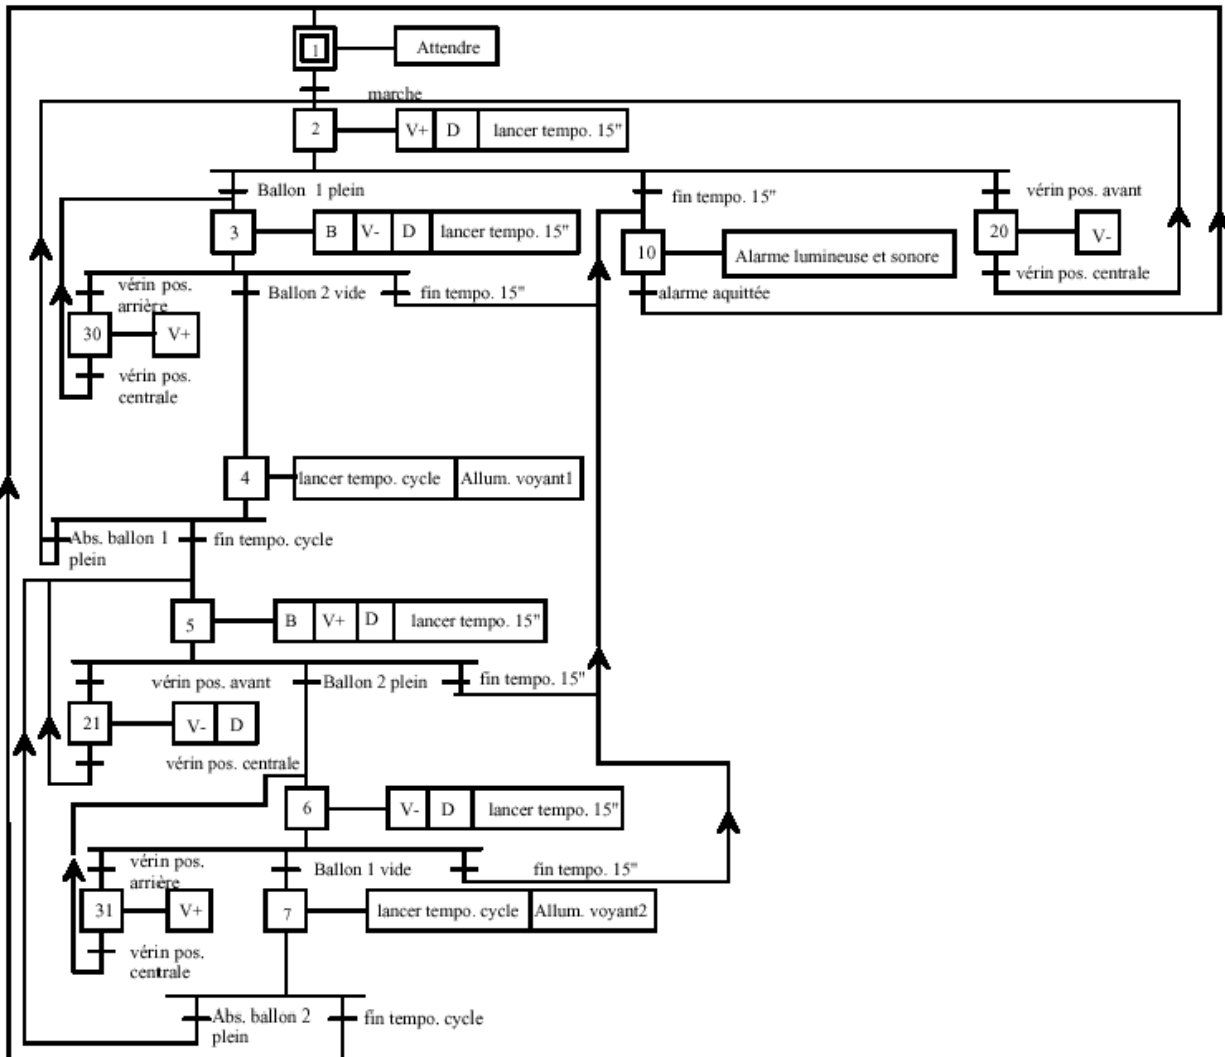 1
Attendre
marche
2
V+ D lancer tempo. 15"
Ballon 1 plein
fin tempo. 15"
vérin pos. avant
3
B V- D lancer tempo. 15"
10
Alarme lumineuse et sonore
20
V-
vérin pos.
arrière
Ballon 2 vide
fin tempo. 15"
alarme aquittée
vérin pos. centrale
30
V+
vérin pos.
centrale
4
lancer tempo. cycle Allum. voyant1
Abs. ballon 1
plein
fin tempo. cycle
5
B V+ D lancer tempo. 15"
vérin pos. avant
Ballon 2 plein
fin tempo. 15"
21
V- D
vérin pos. centrale
6
V- D lancer tempo. 15"
vérin pos.
arrière
Ballon 1 vide
fin tempo. 15"
31
V+
7
lancer tempo. cycle Allum. voyant2
vérin pos.
centrale
Abs. ballon 2
plein
fin tempo. cycle